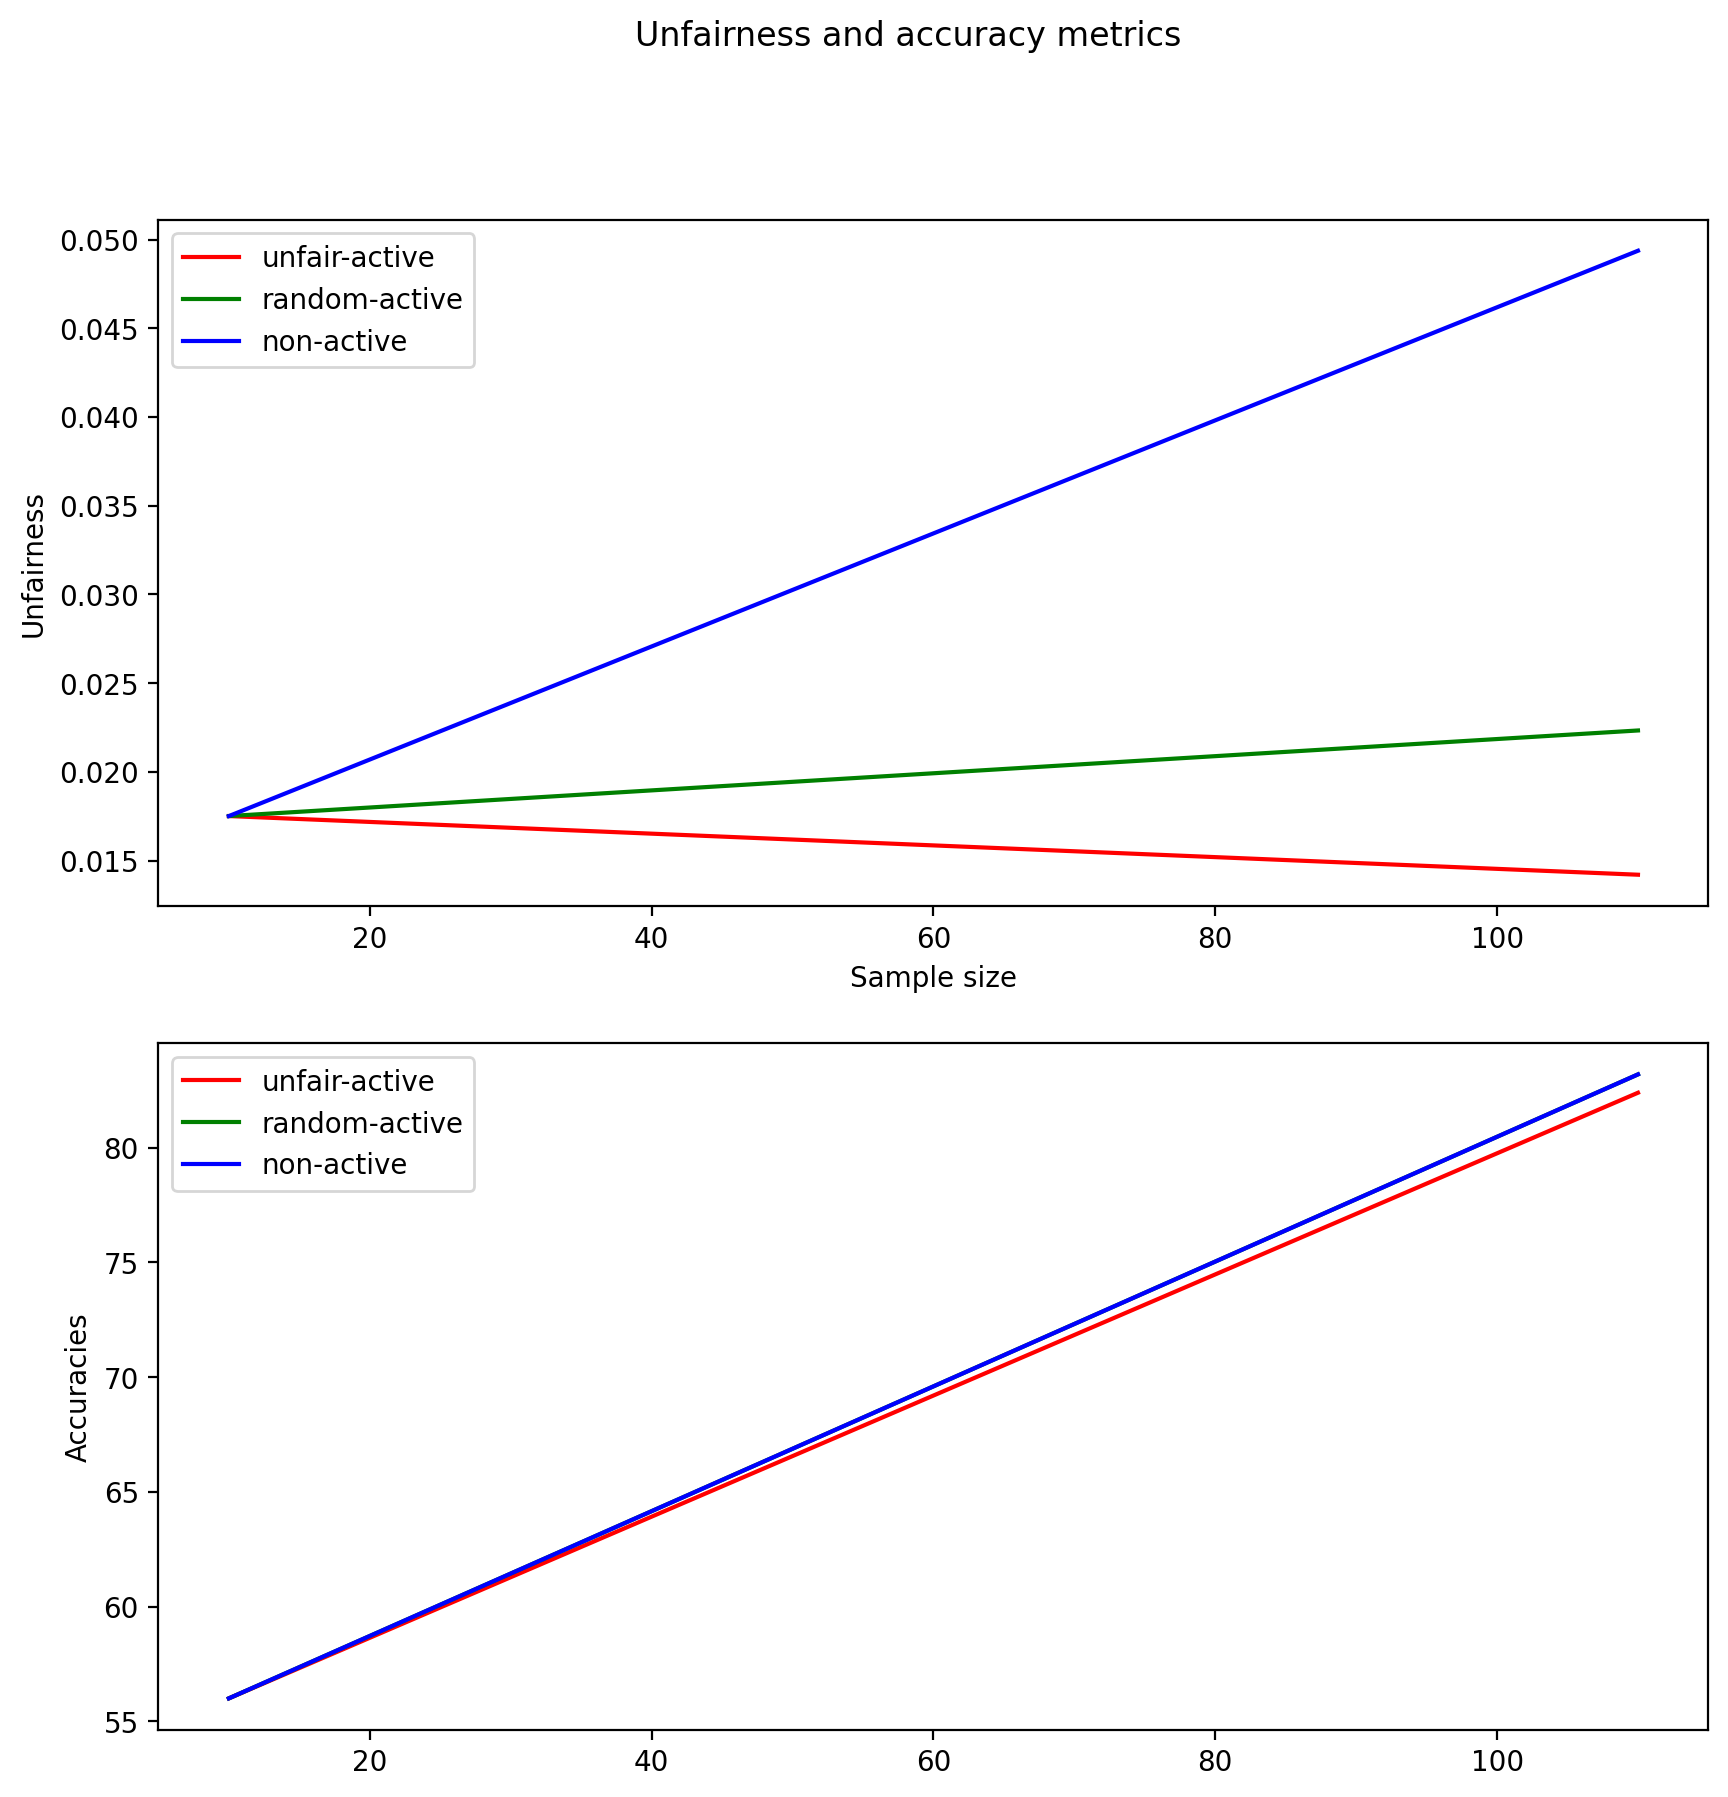 Unfairness and accuracy metrics
0.050
0.045
0.040
0.035
0.030
0.025
0.020
0.015
Unfairness
unfair-active
random-active
non-active
20 40 60 80 100
Sample size
80
75
70
65
60
55
Accuracies
unfair-active
random-active
non-active
20 40 60 80 100